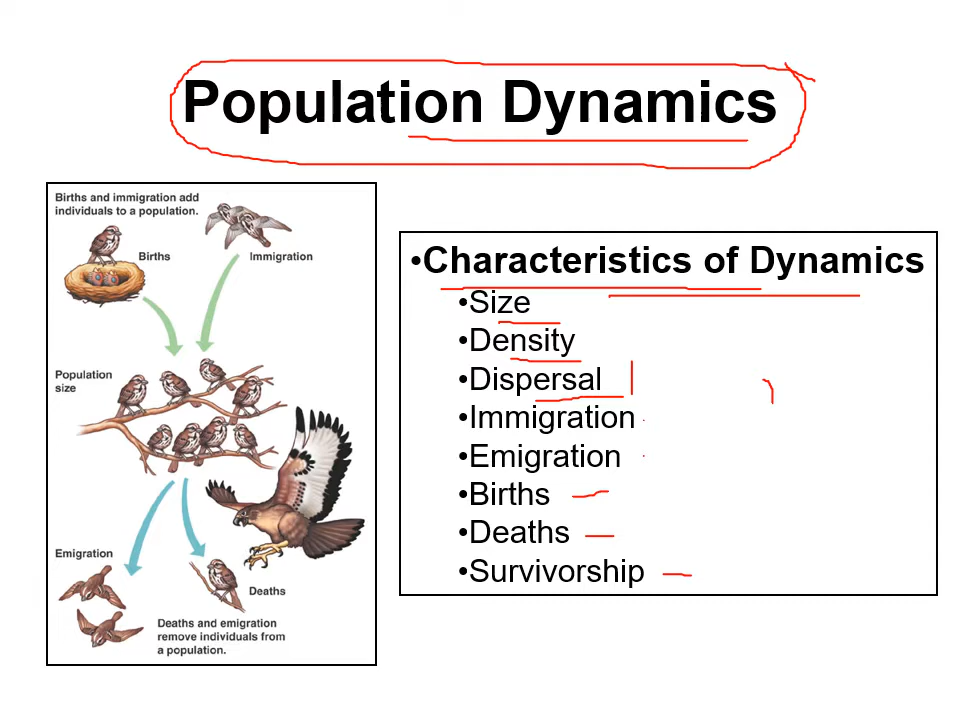 Population Dynamics
Births and immigration add
individuals to a population.
Births
Immigration
Population
size
Emigration
Deaths
Deaths and emigration
remove individuals from
a population.
•Characteristics of Dynamics
•Size
•Density
•Dispersal
•Immigration
•Emigration
•Births
•Deaths
•Survivorship